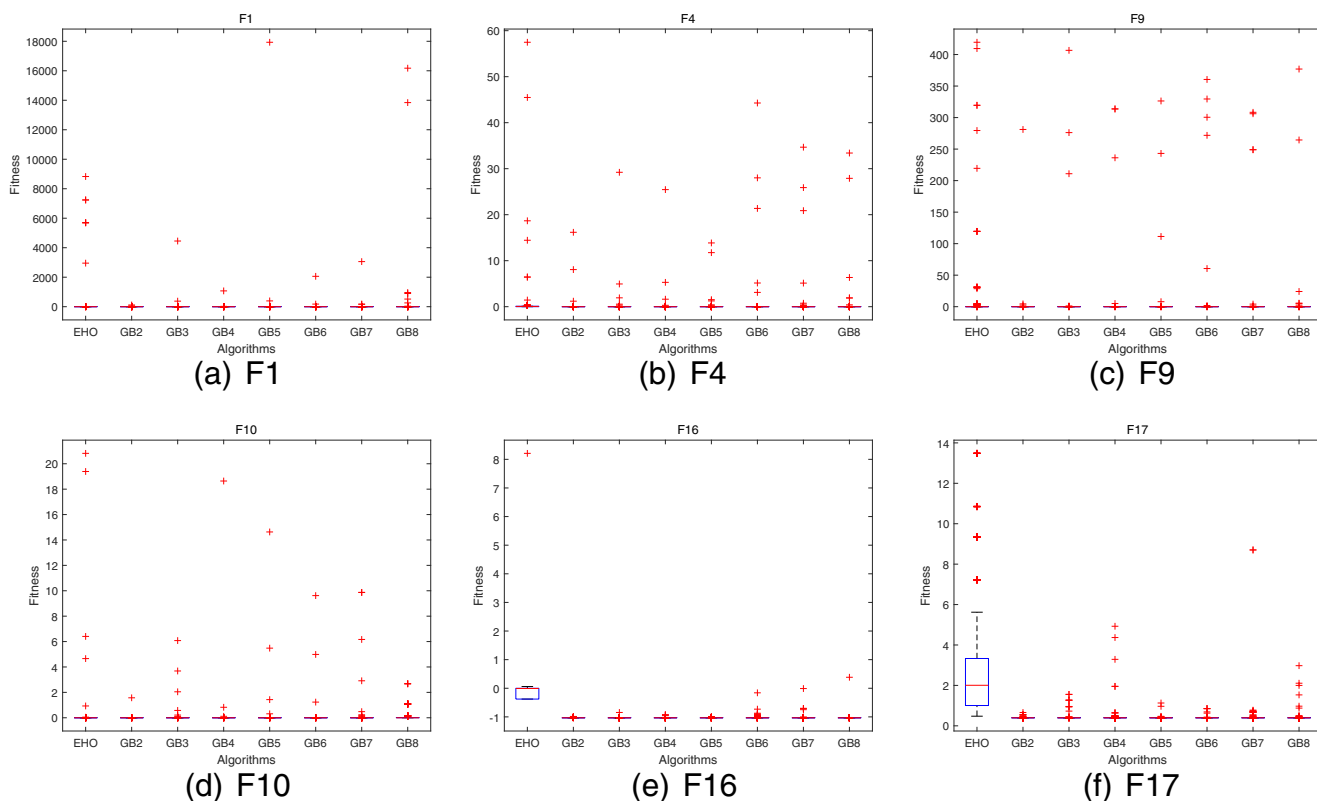 F1
18000
16000
14000
12000
10000
8000
6000
4000
2000
0
Fitness
EHO GB2 GB3 GB4 GB5 GB6 GB7 GB8
Algorithms
(a) F1
F4
60
50
40
30
20
10
0
Fitness
EHO GB2 GB3 GB4 GB5 GB6 GB7 GB8
Algorithms
(b) F4
F9
400
350
300
250
200
150
100
50
0
Fitness
EHO GB2 GB3 GB4 GB5 GB6 GB7 GB8
Algorithms
(c) F9
F10
20
18
16
14
12
10
8
6
4
2
0
Fitness
EHO GB2 GB3 GB4 GB5 GB6 GB7 GB8
Algorithms
(d) F10
F16
8
7
6
5
4
3
2
1
0
-1
Fitness
EHO GB2 GB3 GB4 GB5 GB6 GB7 GB8
Algorithms
(e) F16
F17
14
12
10
8
6
4
2
0
Fitness
EHO GB2 GB3 GB4 GB5 GB6 GB7 GB8
Algorithms
(f) F17